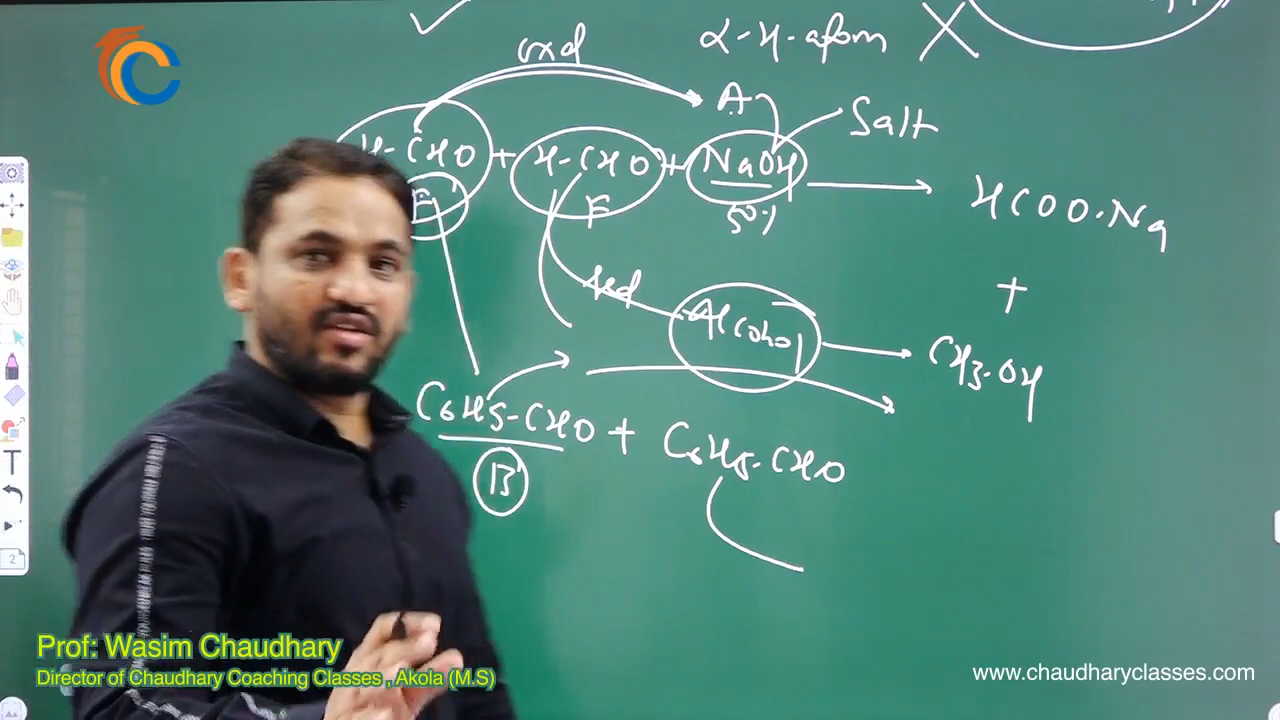 oxd
α-H-atom
A
Salt
H-CHO + H-CHO + NaOH
F F 50%
HCOO.Na
+
red
Alcohol
CH3-OH
C6H5-CHO + C6H5-CHO
B
T
2
Prof: Wasim Chaudhary
Director of Chaudhary Coaching Classes , Akola (M.S)
www.chaudharyclasses.com